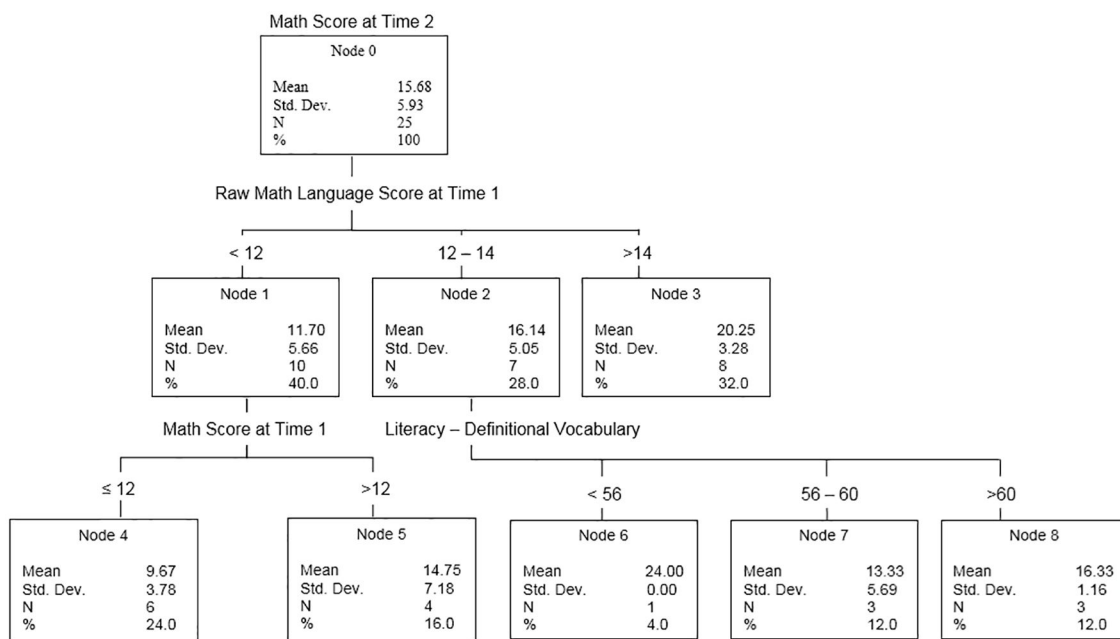 Math Score at Time 2
Node 0
Mean 15.68
Std. Dev. 5.93
N 25
% 100
Raw Math Language Score at Time 1
< 12
12 – 14
>14
Node 1
Mean 11.70
Std. Dev. 5.66
N 10
% 40.0
Node 2
Mean 16.14
Std. Dev. 5.05
N 7
% 28.0
Node 3
Mean 20.25
Std. Dev. 3.28
N 8
% 32.0
Math Score at Time 1
Literacy – Definitional Vocabulary
≤ 12
>12
< 56
56 – 60
>60
Node 4
Mean 9.67
Std. Dev. 3.78
N 6
% 24.0
Node 5
Mean 14.75
Std. Dev. 7.18
N 4
% 16.0
Node 6
Mean 24.00
Std. Dev. 0.00
N 1
% 4.0
Node 7
Mean 13.33
Std. Dev. 5.69
N 3
% 12.0
Node 8
Mean 16.33
Std. Dev. 1.16
N 3
% 12.0